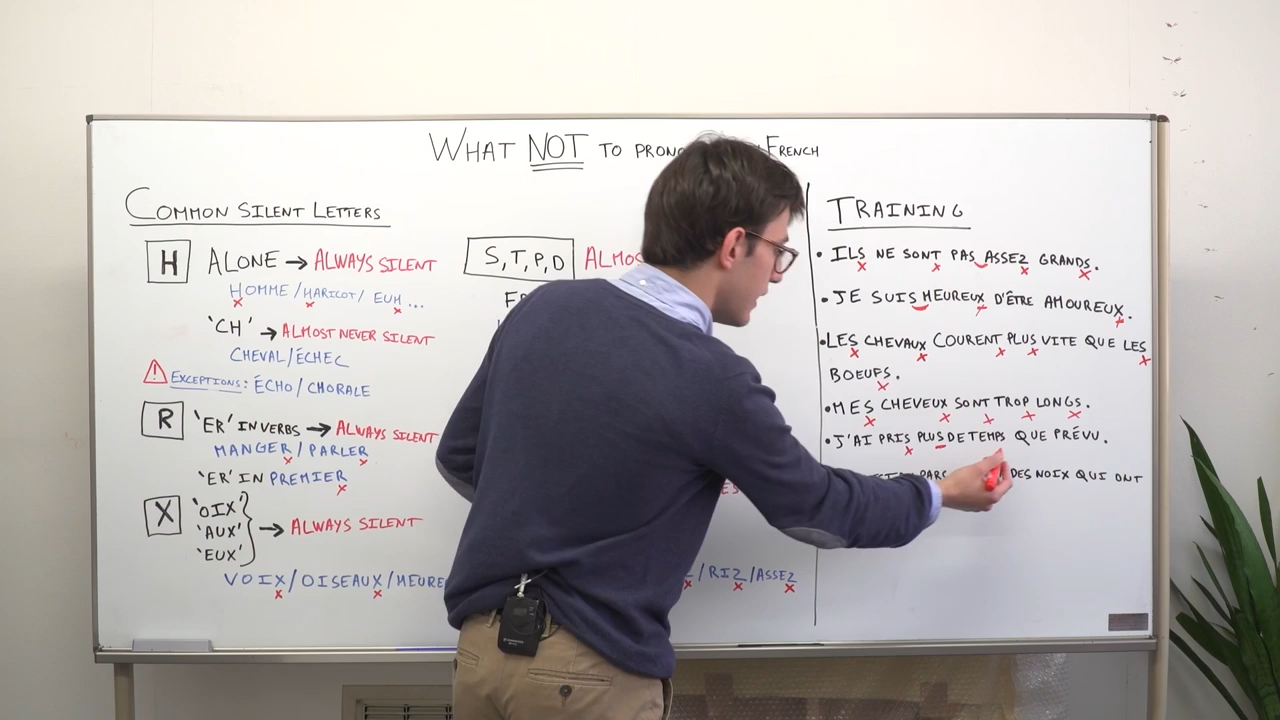 WHAT NOT TO PRONO FRENCH
COMMON SILENT LETTERS
H ALONE → ALWAYS SILENT
HOMME / HARICOT / EUH ...
'CH' → ALMOST NEVER SILENT
CHEVAL/ÉCHEC
EXCEPTIONS: ÉCHO / CHORALE
R 'ER' IN VERBS → ALWAYS SILENT
MANGER / PARLER
'ER' IN PREMIER
X 'OIX'
'AUX' → ALWAYS SILENT
'EUX'
VOIX/OISEAUX/HEURE
S, T, P, D ALMOS
/RIZ/ASSEZ
TRAINING
• ILS NE SONT PAS ASSEZ GRANDS.
• JE SUIS HEUREUX D'ÊTRE AMOUREUX.
• LES CHEVAUX COURENT PLUS VITE QUE LES
BOEUFS.
• MES CHEVEUX SONT TROP LONGS.
• J'AI PRIS PLUS DE TEMPS QUE PRÉVU.
PARS DES NOIX QUI ONT